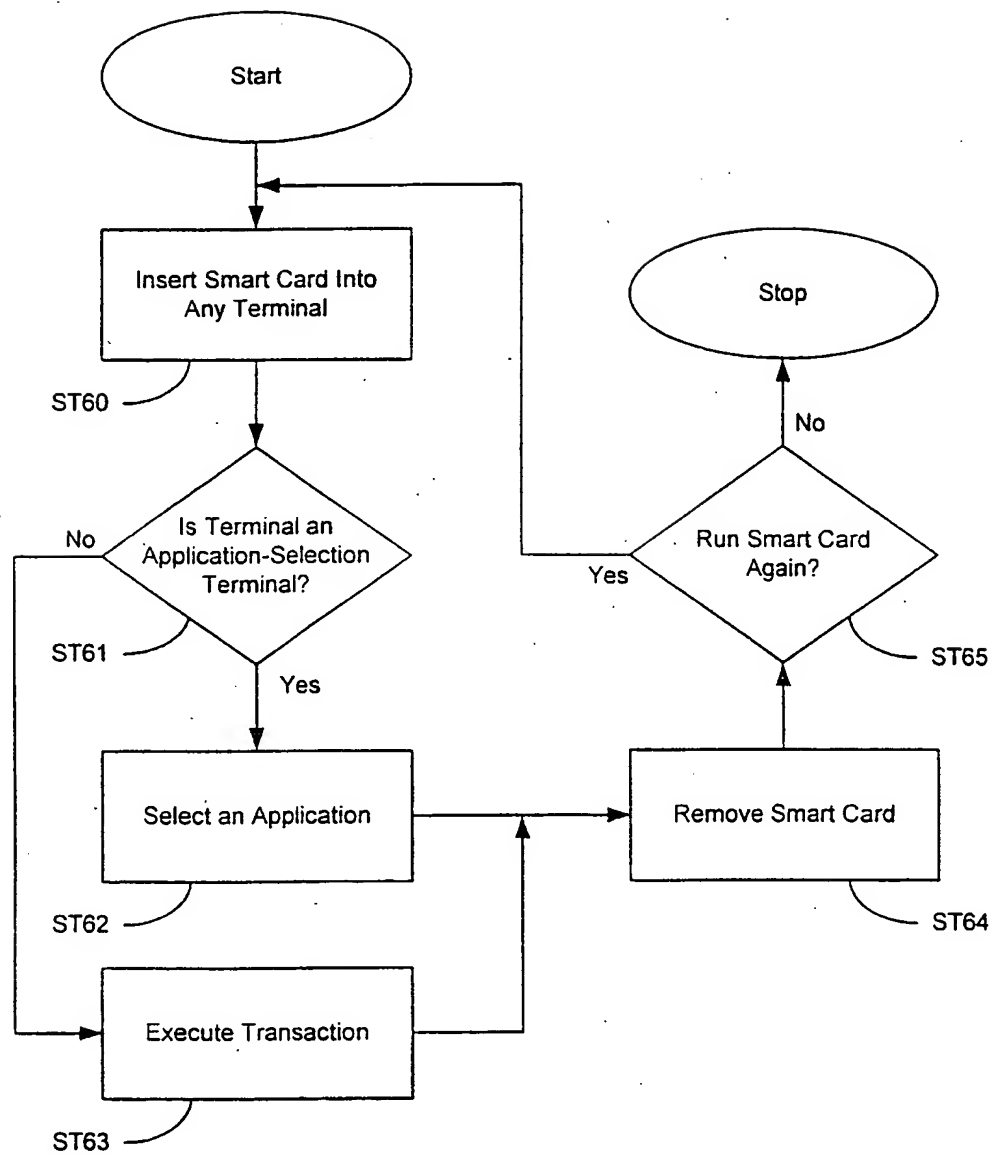 Start
Insert Smart Card Into
Any Terminal
ST60
No
Is Terminal an
Application-Selection
Terminal?
ST61
Yes
Select an Application
ST62
Execute Transaction
ST63
Stop
No
Run Smart Card
Again?
Yes
ST65
Remove Smart Card
ST64